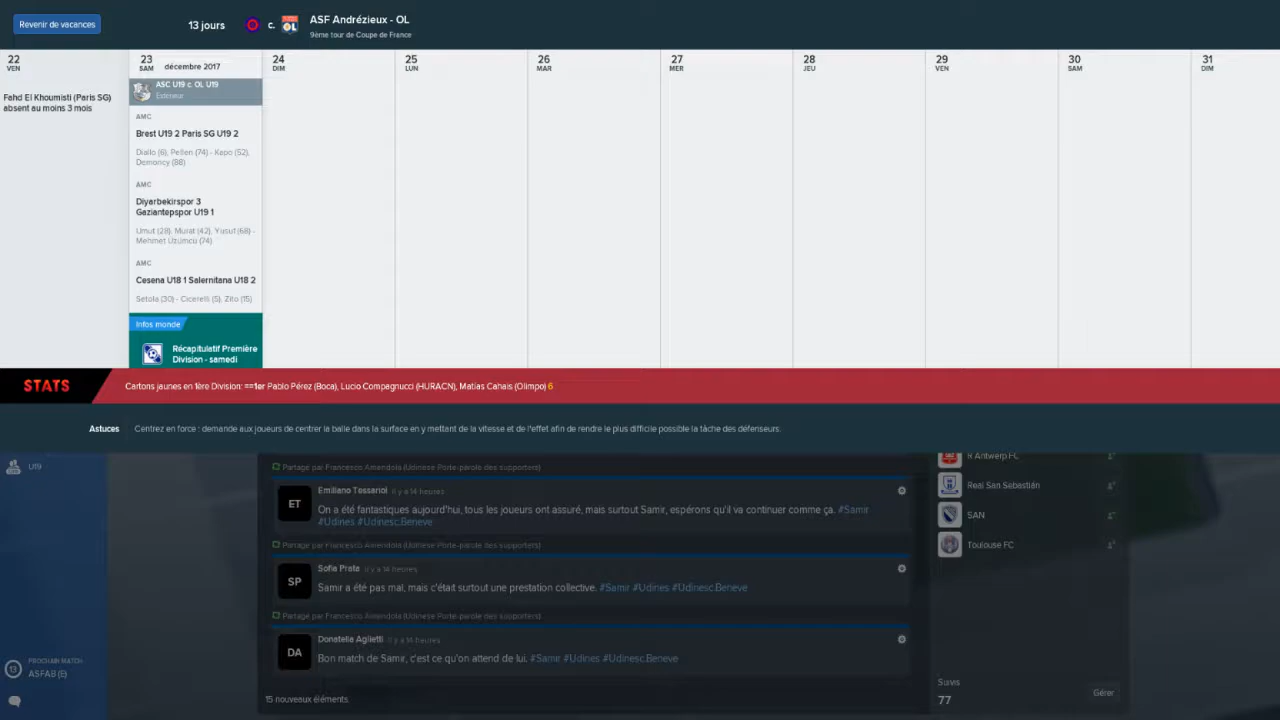 Revenir de vacances
13 jours
c.
OL
ASF Andrézieux - OL
9ème tour de Coupe de France
22
VEN
23
SAM
décembre 2017
24
DIM
25
LUN
26
MAR
27
MER
28
JEU
29
VEN
30
SAM
31
DIM
Fahd El Khoumisti (Paris SG)
absent au moins 3 mois
ASC U19 c. OL U19
Extérieur
AMC
Brest U19 2 Paris SG U19 2
Diallo (6), Pellen (74) - Kapo (52),
Demoncy (88)
AMC
Diyarbekirspor 3
Gaziantepspor U19 1
Umut (28), Murat (42), Yusuf (68) -
Mehmet Uzumcu (74)
AMC
Cesena U18 1 Salernitana U18 2
Setola (30) - Cicerelli (5), Zito (15)
Infos monde
Récapitulatif Première
Division - samedi
STATS
Cartons jaunes en 1ère Division: ==1er Pablo Pérez (Boca), Lucio Compagnucci (HURACN), Matías Cahais (Olimpo) 6
Astuces
Centrez en force : demande aux joueurs de centrer la balle dans la surface en y mettant de la vitesse et de l'effet afin de rendre le plus difficile possible la tâche des défenseurs.
U19
R Antwerp FC
Partagé par Francesco Amendola (Udinese Porte-parole des supporters)
Real San Sebastián
ET
Emiliano Tessariol il y a 14 heures
On a été fantastiques aujourd'hui, tous les joueurs ont assuré, mais surtout Samir, espérons qu'il va continuer comme ça. #Samir
#Udines #Udinesc.Beneve
SAN
Partagé par Francesco Amendola (Udinese Porte-parole des supporters)
Toulouse FC
SP
Sofia Prata il y a 14 heures
Samir a été pas mal, mais c'était surtout une prestation collective. #Samir #Udines #Udinesc.Beneve
Partagé par Francesco Amendola (Udinese Porte-parole des supporters)
DA
Donatella Aglietti il y a 14 heures
Bon match de Samir, c'est ce qu'on attend de lui. #Samir #Udines #Udinesc.Beneve
13
PROCHAIN MATCH
ASFAB (E)
15 nouveaux éléments
Suivis
77
Gérer